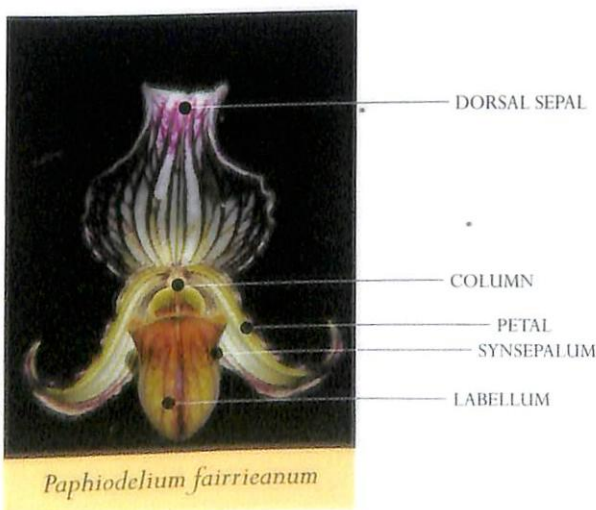 DORSAL SEPAL
COLUMN
PETAL
SYNSEPALUM
LABELLUM
Paphiodelium fairrieanum